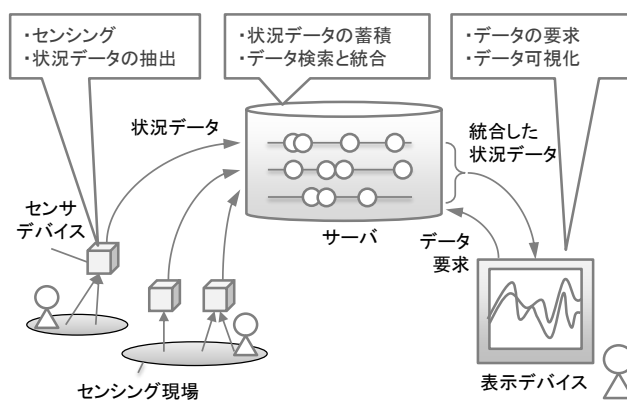 ・センシング
・状況データの抽出
・状況データの蓄積
・データ検索と統合
・データの要求
・データ可視化
状況データ
統合した
状況データ
センサ
デバイス
サーバ
データ
要求
センシング現場
表示デバイス